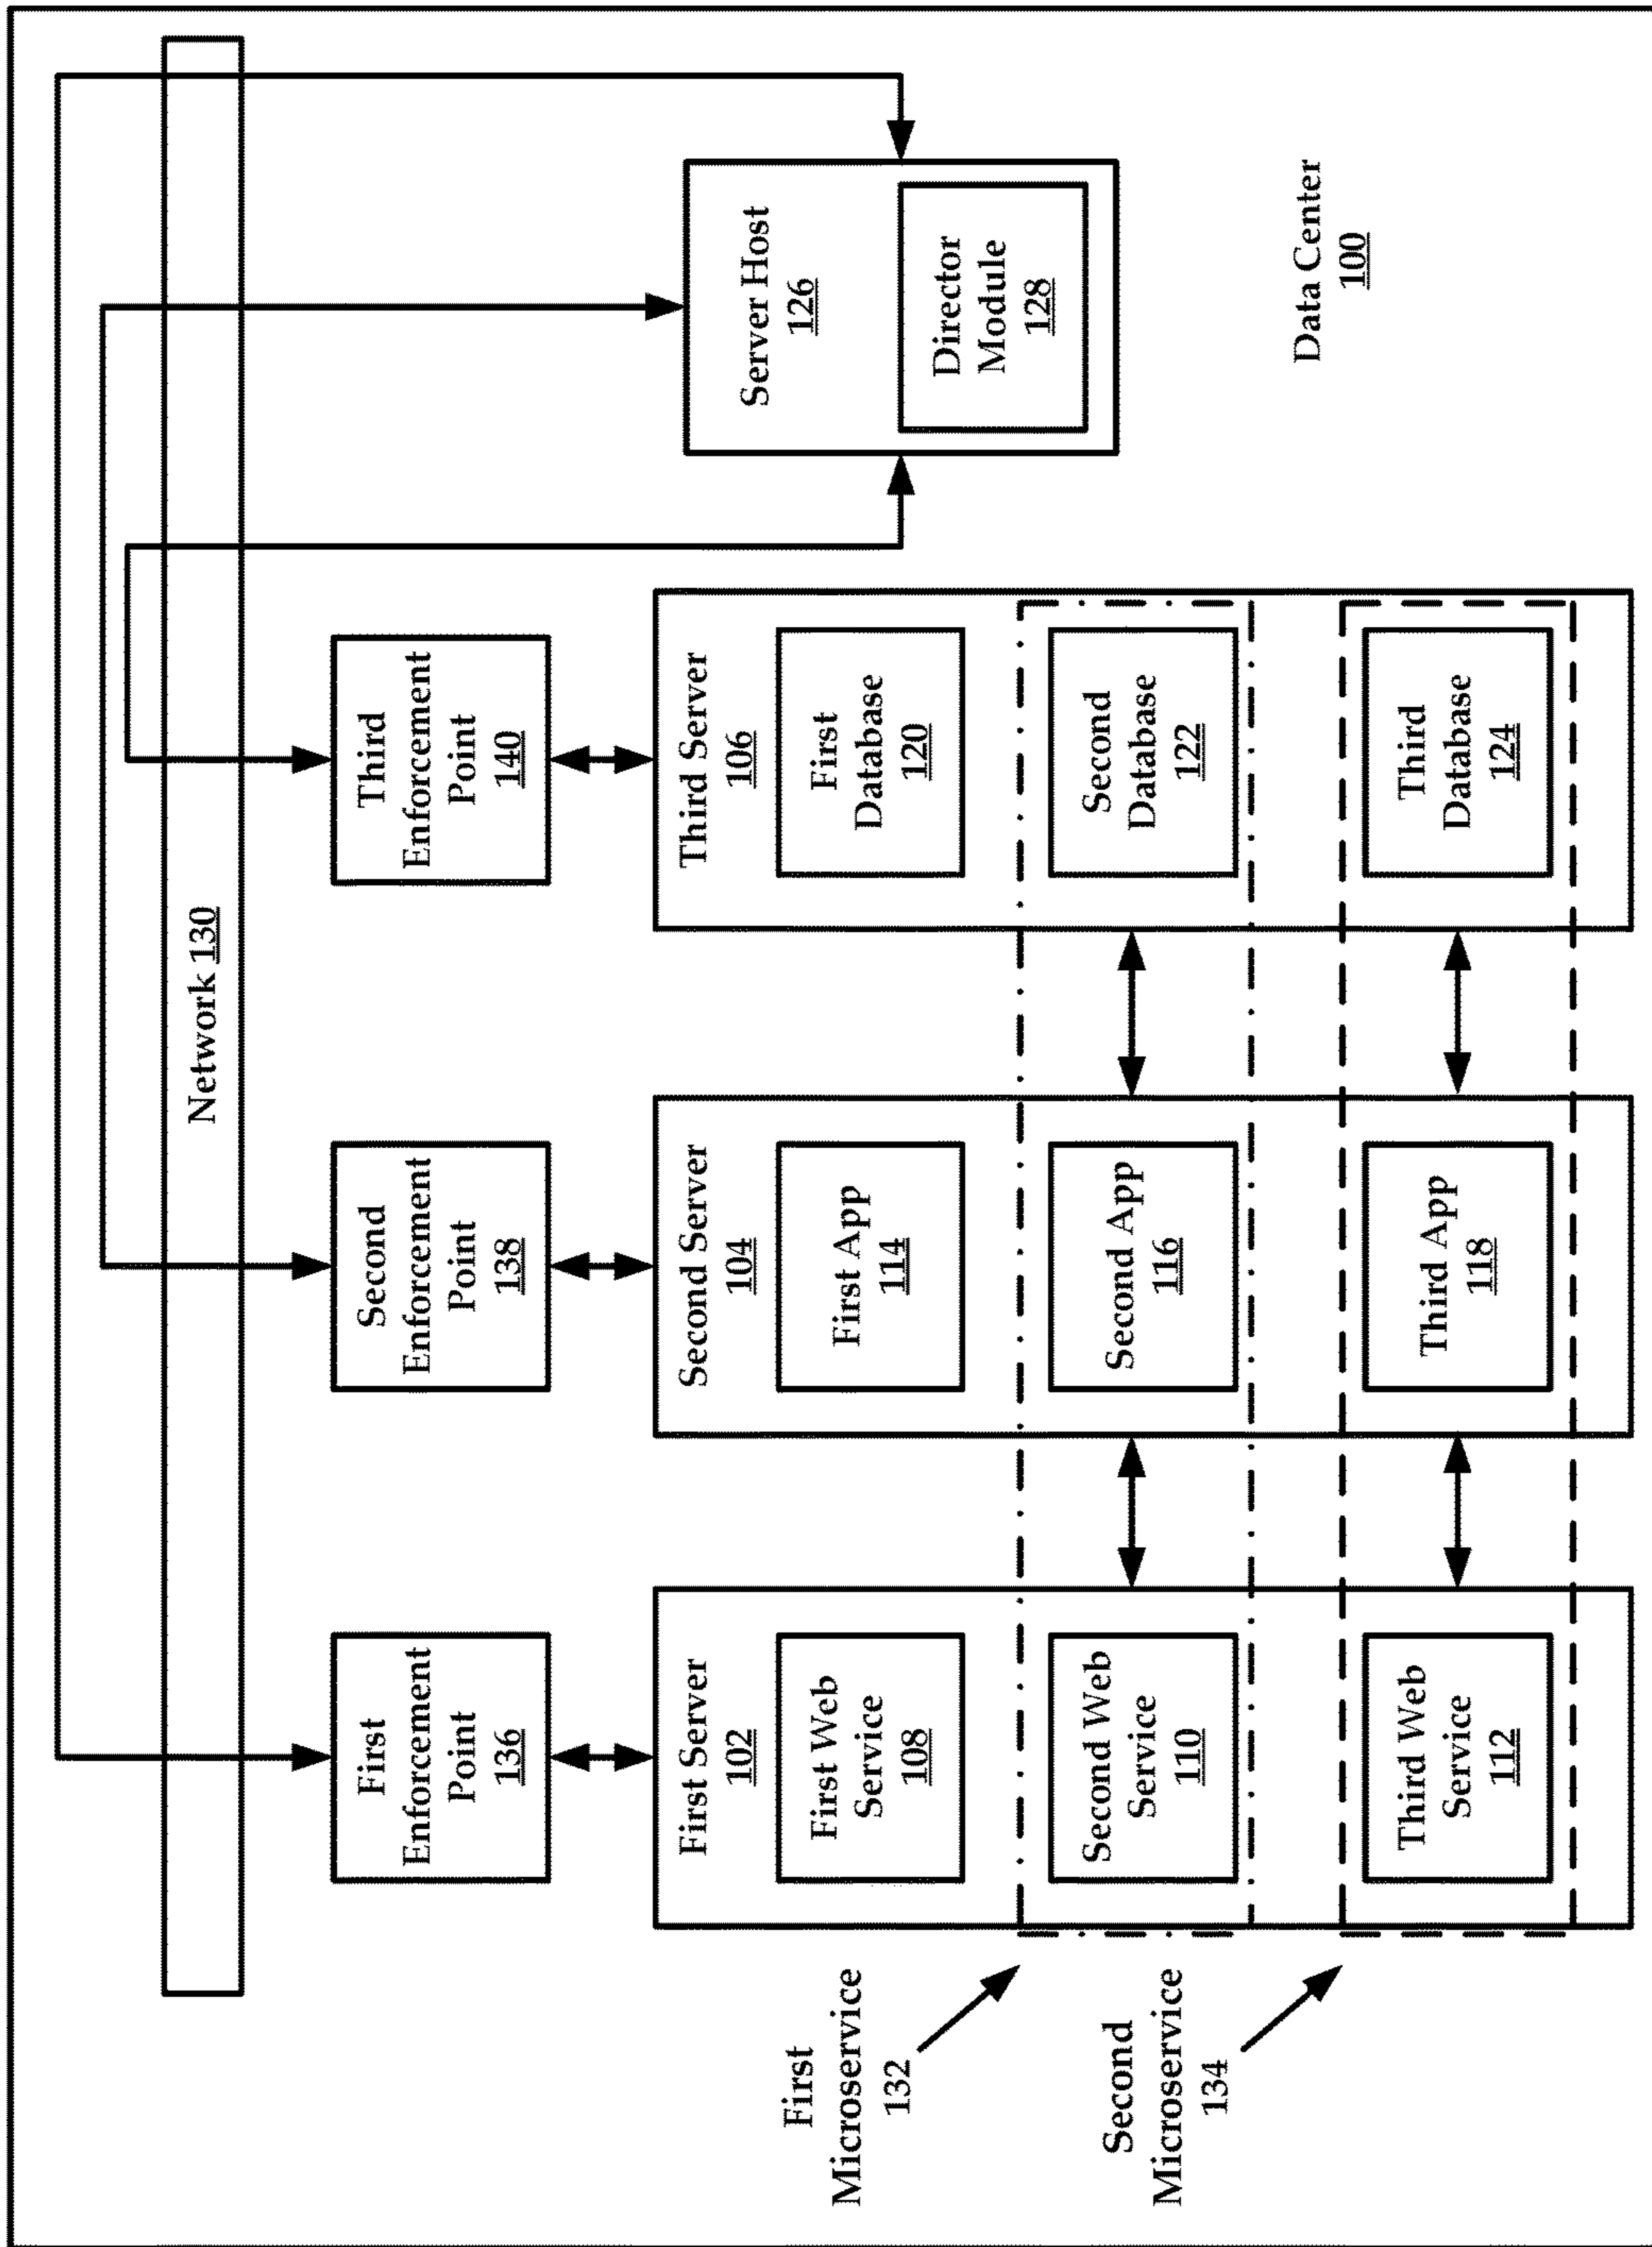 Network 130
First
Enforcement
Point
136
Second
Enforcement
Point
138
Third
Enforcement
Point
140
First Server
102
First Web
Service
108
Second Web
Service
110
Third Web
Service
112
Second Server
104
First App
114
Second App
116
Third App
118
Third Server
106
First
Database
120
Second
Database
122
Third
Database
124
Server Host
126
Director
Module
128
First
Microservice
132
Second
Microservice
134
Data Center
100